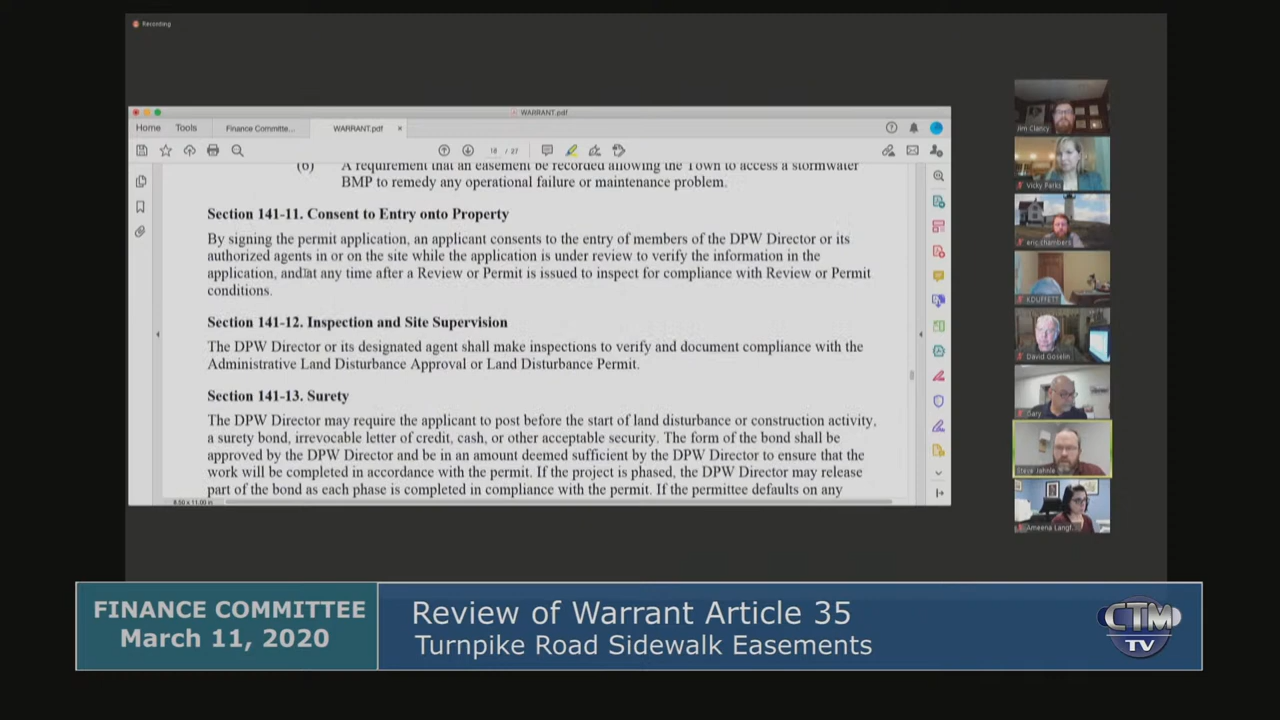 Recording
WARRANT.pdf
Home Tools Finance Committe... WARRANT.pdf ×
18 / 27
(6) A requirement that an easement be recorded allowing the Town to access a stormwater
BMP to remedy any operational failure or maintenance problem.
Section 141-11. Consent to Entry onto Property
By signing the permit application, an applicant consents to the entry of members of the DPW Director or its
authorized agents in or on the site while the application is under review to verify the information in the
application, and at any time after a Review or Permit is issued to inspect for compliance with Review or Permit
conditions.
Section 141-12. Inspection and Site Supervision
The DPW Director or its designated agent shall make inspections to verify and document compliance with the
Administrative Land Disturbance Approval or Land Disturbance Permit.
Section 141-13. Surety
The DPW Director may require the applicant to post before the start of land disturbance or construction activity,
a surety bond, irrevocable letter of credit, cash, or other acceptable security. The form of the bond shall be
approved by the DPW Director and be in an amount deemed sufficient by the DPW Director to ensure that the
work will be completed in accordance with the permit. If the project is phased, the DPW Director may release
part of the bond as each phase is completed in compliance with the permit. If the permittee defaults on any
8.50 x 11.00 in
Jim Clancy
Vicky Parks
eric.chambers
KDUFFETT
David Goselin
Gary
Steve Jahnle
Ameena Langf...
FINANCE COMMITTEE
March 11, 2020
Review of Warrant Article 35
Turnpike Road Sidewalk Easements
CTM
TV